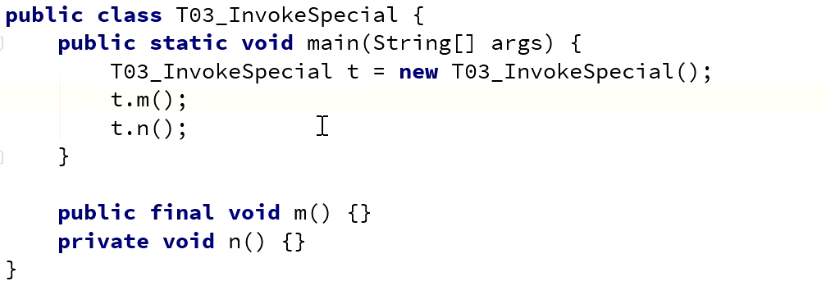 public class T03_InvokeSpecial {
    public static void main(String[] args) {
        T03_InvokeSpecial t = new T03_InvokeSpecial();
        t.m();
        t.n();
    }

    public final void m() {}
    private void n() {}
}